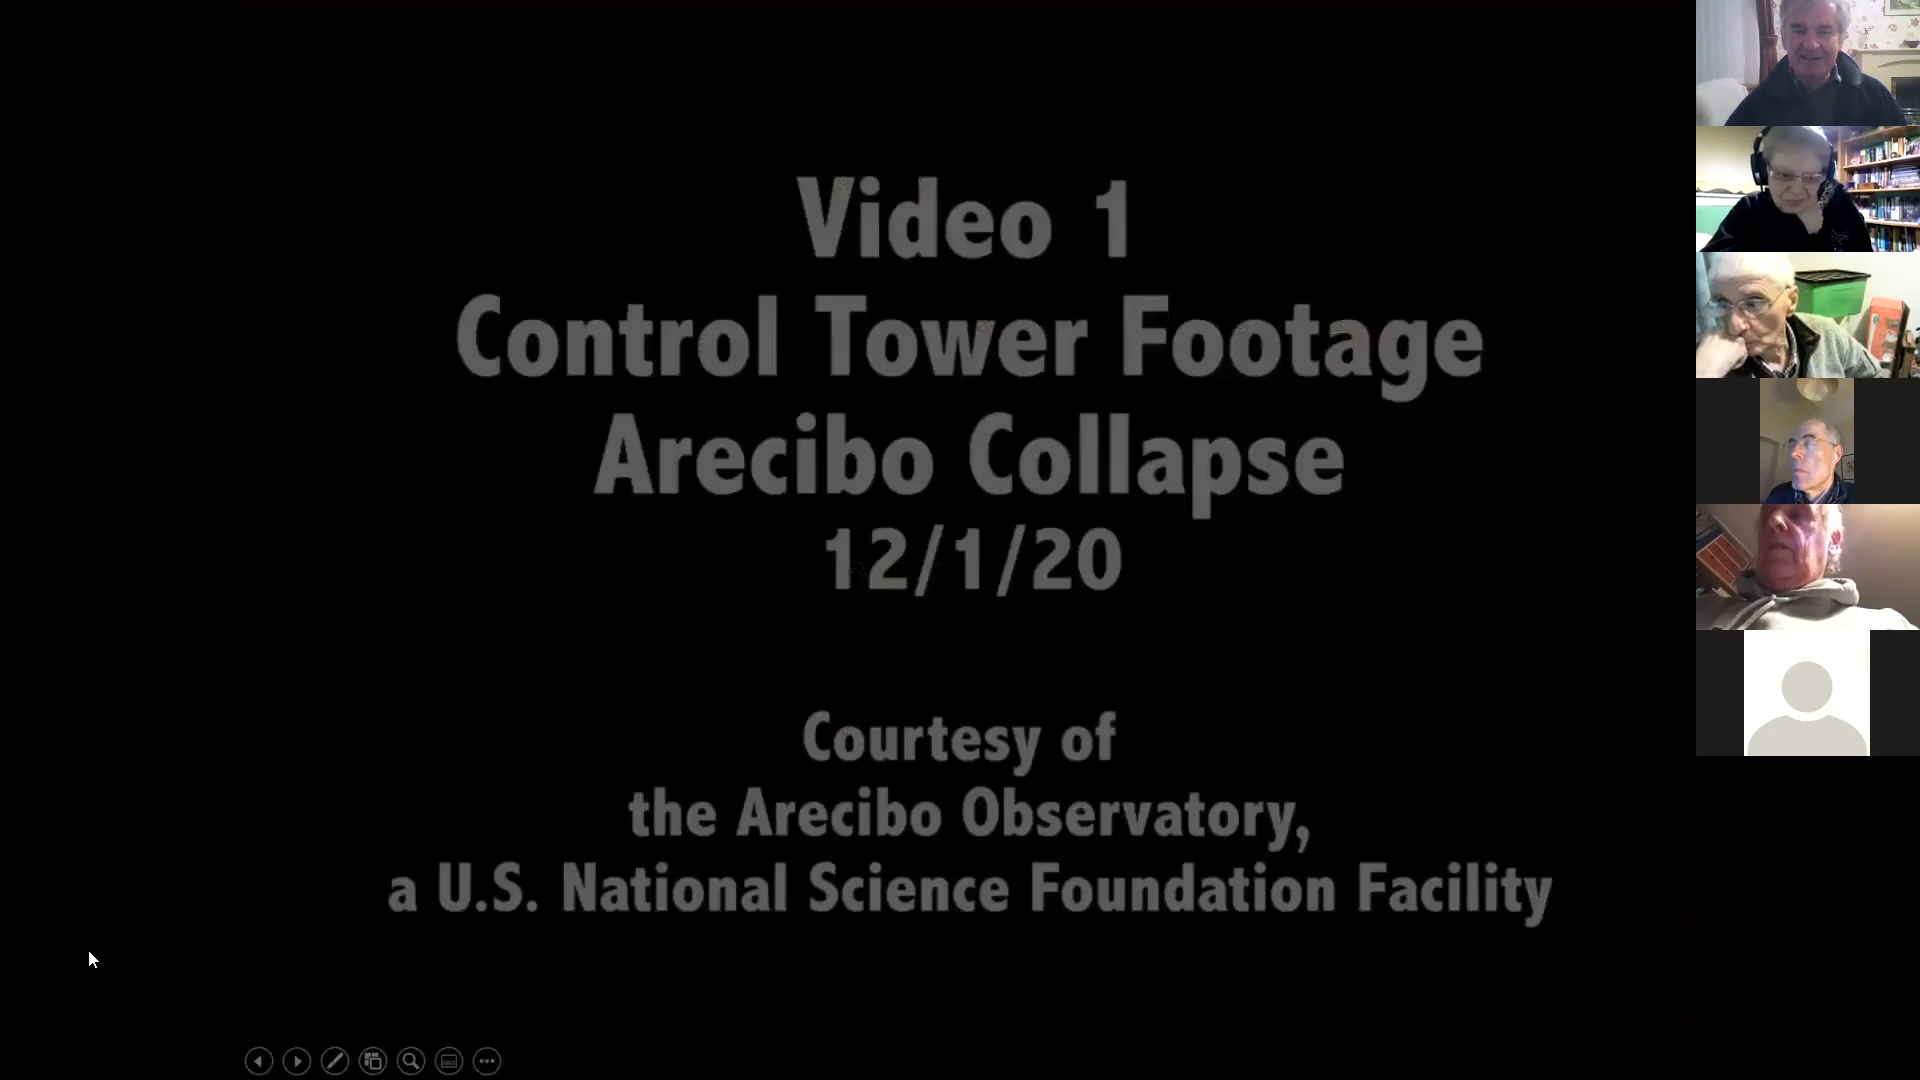 Video 1
Control Tower Footage
Arecibo Collapse
12/1/20
Courtesy of
the Arecibo Observatory,
a U.S. National Science Foundation Facility